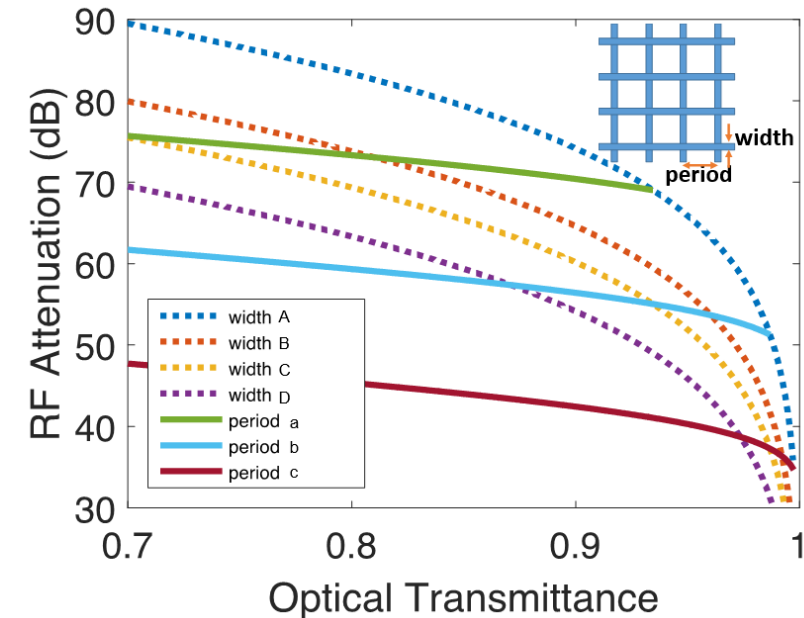 RF Attenuation (dB)
90
80
70
60
50
40
30
width
period
width A
width B
width C
width D
period a
period b
period c
0.7
0.8
0.9
1
Optical Transmittance